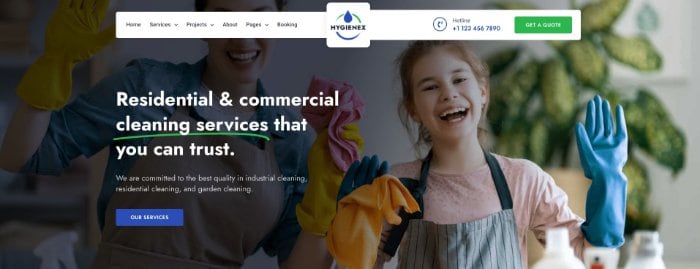 Home Services Projects About Pages Booking
HYGIENEX
Hotline
+1 123 456 7890
GET A QUOTE
Residential & commercial
cleaning services that
you can trust.
We are committed to the best quality in industrial cleaning,
residential cleaning, and garden cleaning.
OUR SERVICES